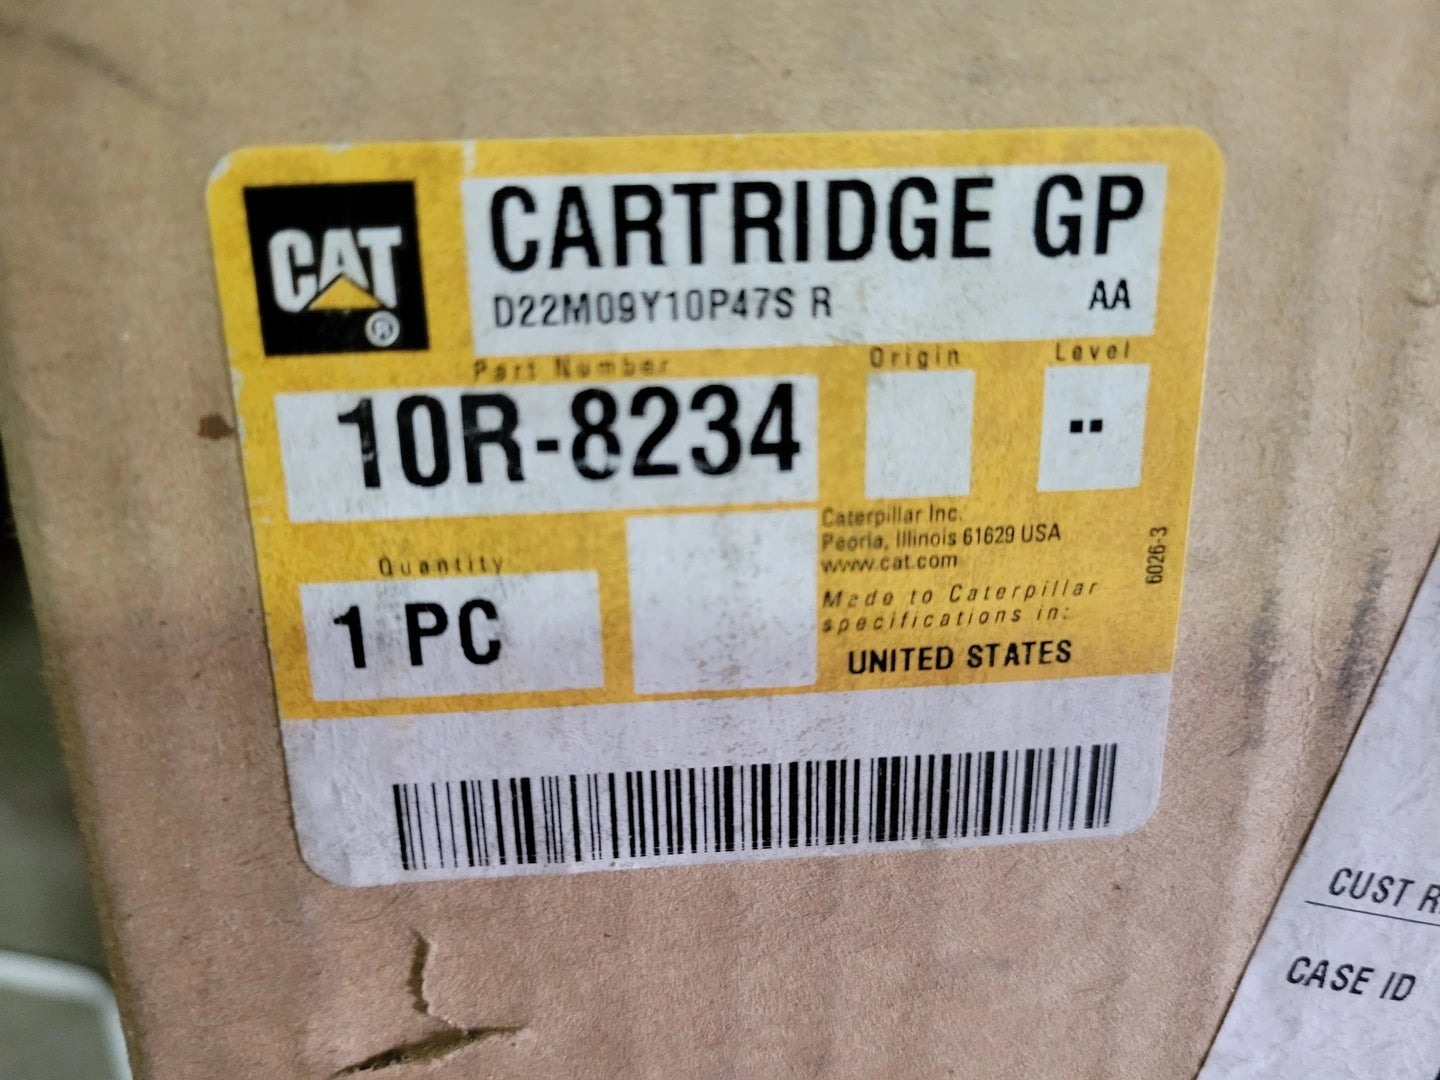 CAT®
CARTRIDGE GP
D22M09Y10P47S R AA
Part Number Origin Level
10R-8234 --
Quantity
1 PC
Caterpillar Inc.
Peoria, Illinois 61629 USA
www.cat.com
Made to Caterpillar
specifications in:
UNITED STATES
6026-3
CUST
CASE ID